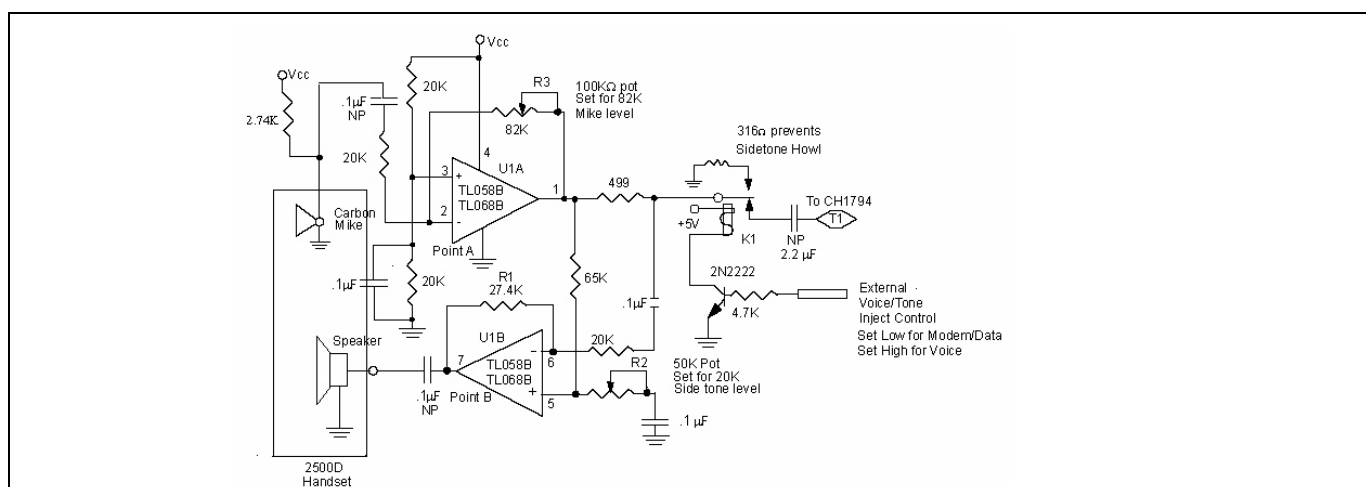 Vcc
Vcc
20K
R3
100KΩ pot
Set for 82K
Mike level
.1µF
NP
2.74K
82K
316Ω prevents
Sidetone Howl
20K
4
U1A
3
+
TL058B
TL068B
1
499
2
-
To CH1794
T1
Carbon
Mike
+5V
K1
NP
2.2 µF
Point A
.1µF
20K
R1
27.4K
65K
2N2222
.1µF
4.7K
External
Voice/Tone
Inject Control
Set Low for Modem/Data
Set High for Voice
Speaker
U1B
20K
7
TL058B
TL068B
-
6
50K Pot
Set for 20K
Side tone level
R2
.1µF
NP
Point B
+
5
.1 µF
2500D
Handset